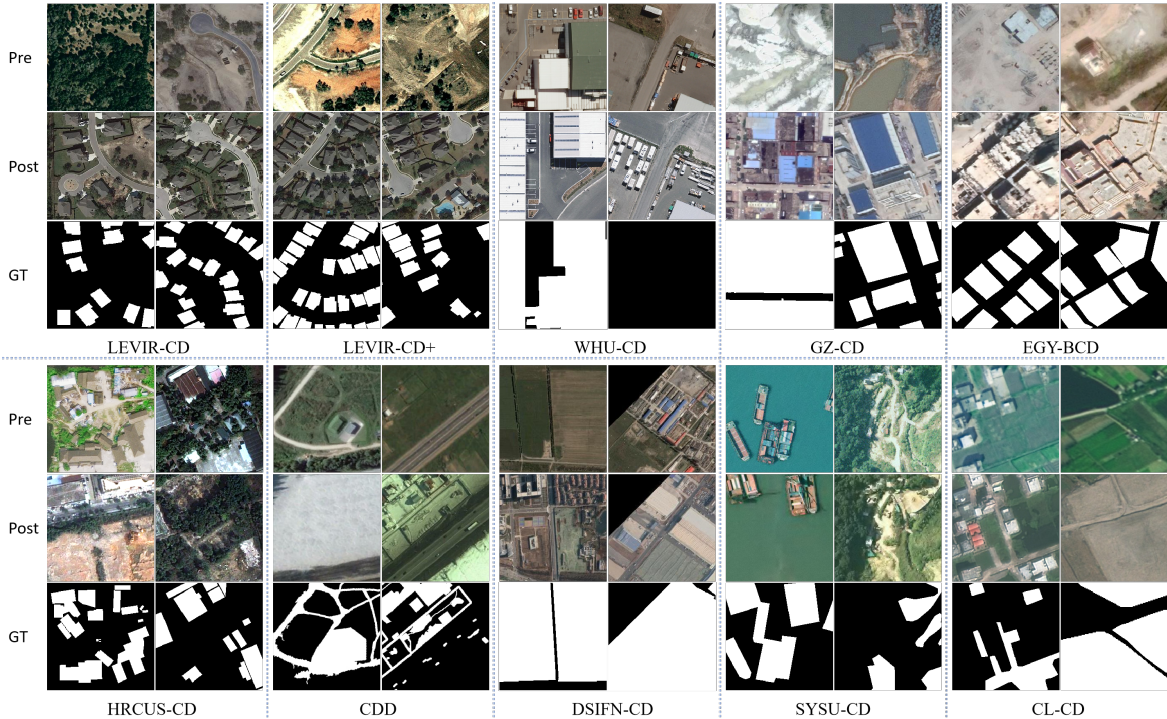 Pre
Post
GT
LEVIR-CD LEVIR-CD+ WHU-CD GZ-CD EGY-BCD
Pre
Post
GT
HRCUS-CD CDD DSIFN-CD SYSU-CD CL-CD